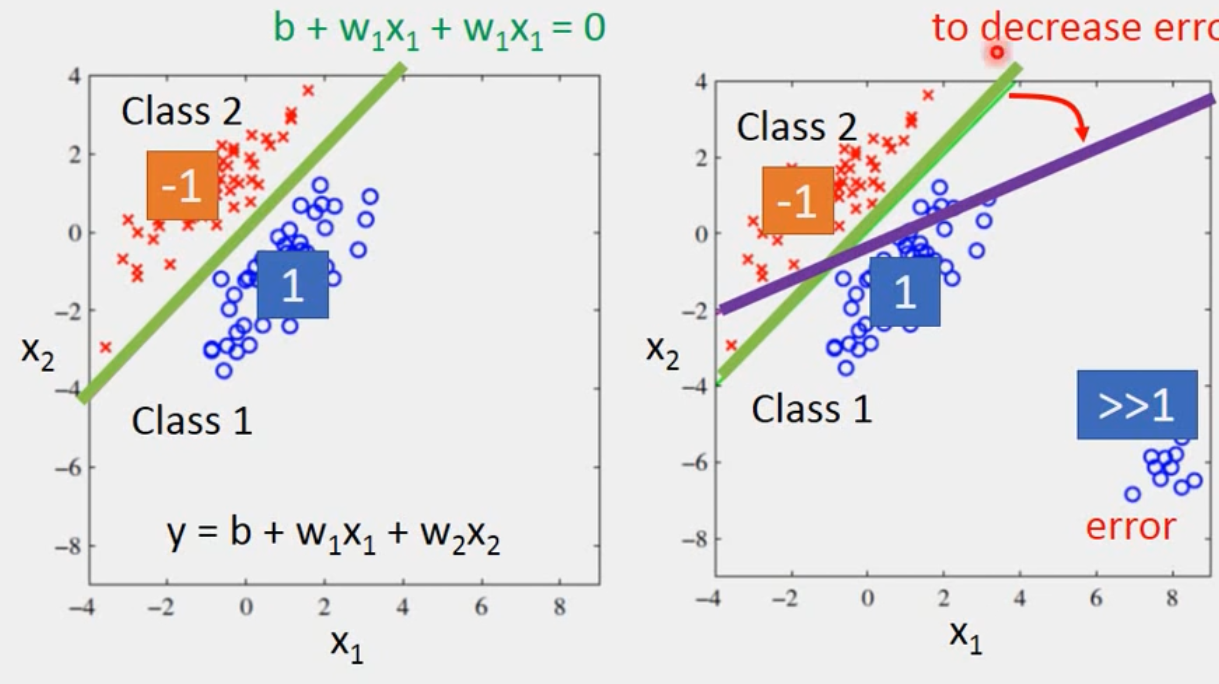 b + w₁x₁ + w₁x₁ = 0
4
2
0
−2
−4
−6
−8
x₂
Class 2
-1
1
Class 1
y = b + w₁x₁ + w₂x₂
−4 −2 0 2 4 6 8
x₁
to decrease erro
4
2
0
−2
−4
−6
−8
x₂
Class 2
-1
1
Class 1
>>1
error
−4 −2 0 2 4 6 8
x₁